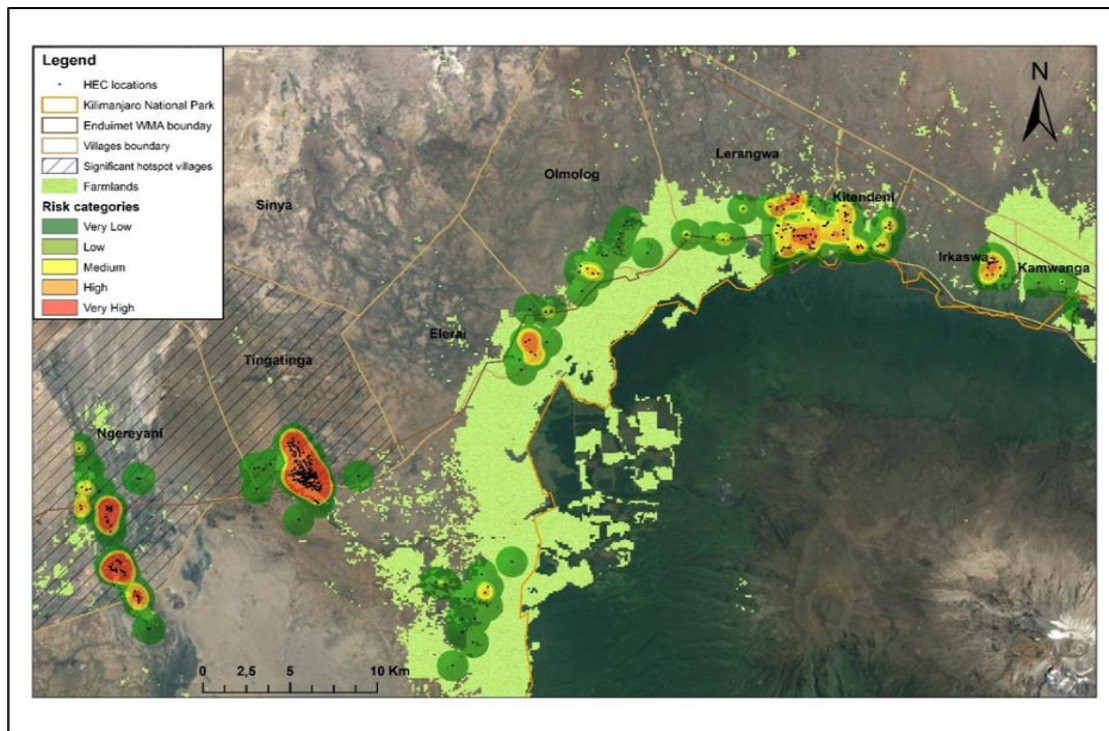 Legend
HEC locations
Kilimanjaro National Park
Enduimet WMA bounday
Villages boundary
Significant hotspot villages
Farmlands
Risk categories
Very Low
Low
Medium
High
Very High
N
Lerangwa
Olmolog
Kitendeni
Sinya
Irkaswa
Kamwanga
Elerai
Tingatinga
Ngereyani
0 2,5 5 10 Km